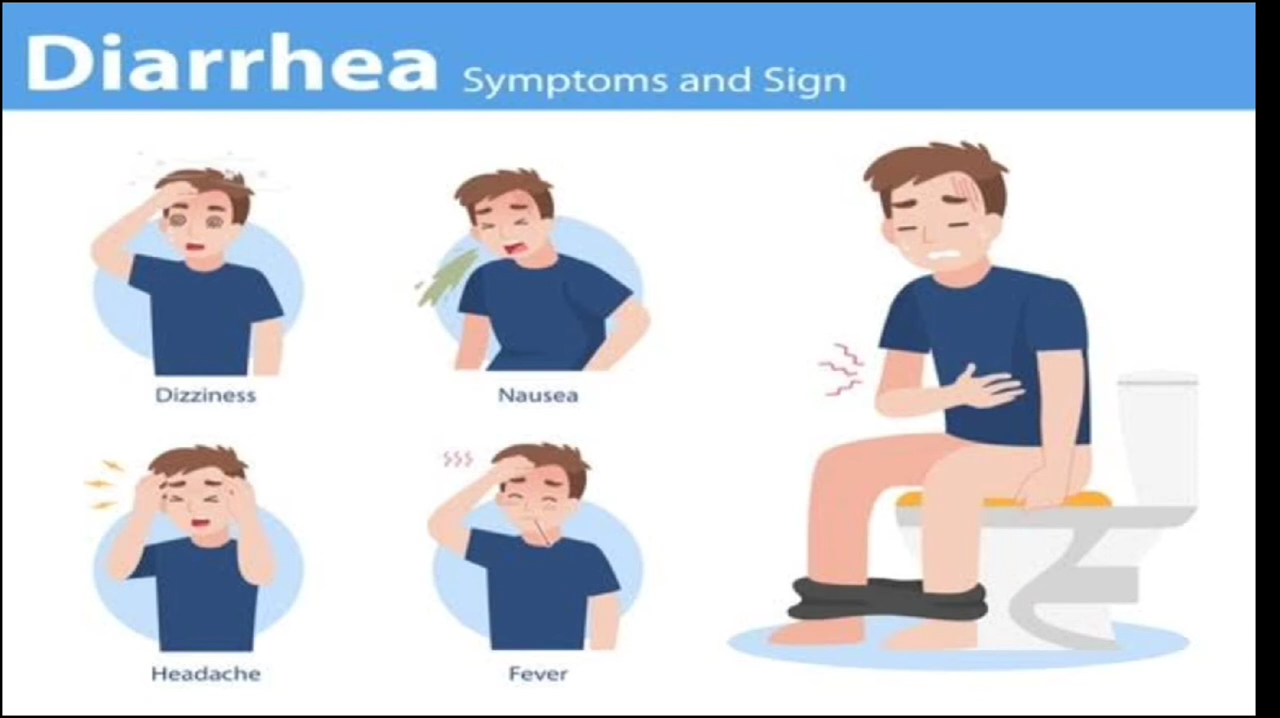 Diarrhea Symptoms and Sign
Dizziness
Nausea
Headache
Fever